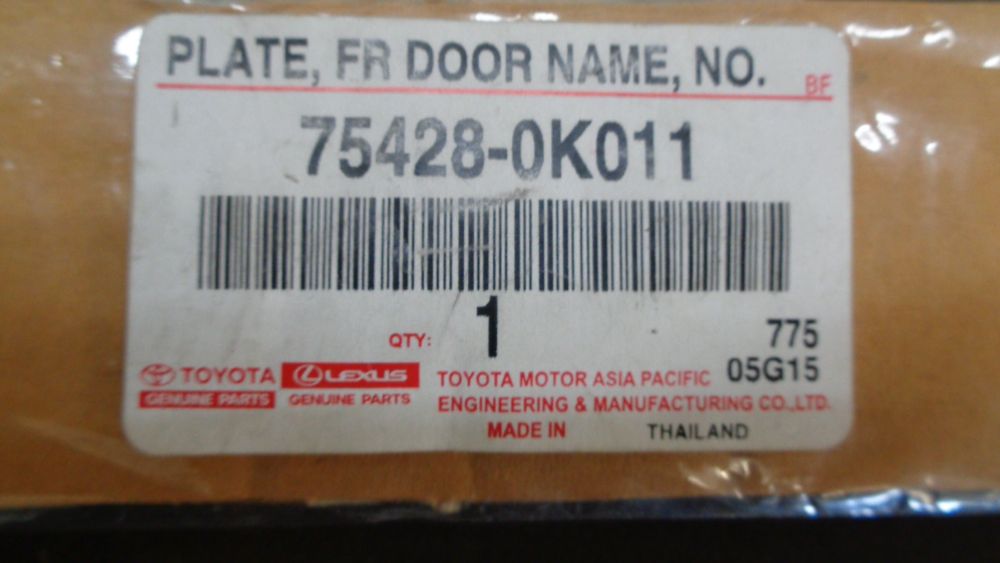 PLATE, FR DOOR NAME, NO.
BF
75428-0K011
QTY: 1
775
05G15
TOYOTA
GENUINE PARTS
LEXUS
GENUINE PARTS
TOYOTA MOTOR ASIA PACIFIC
ENGINEERING & MANUFACTURING CO.,LTD.
MADE IN THAILAND